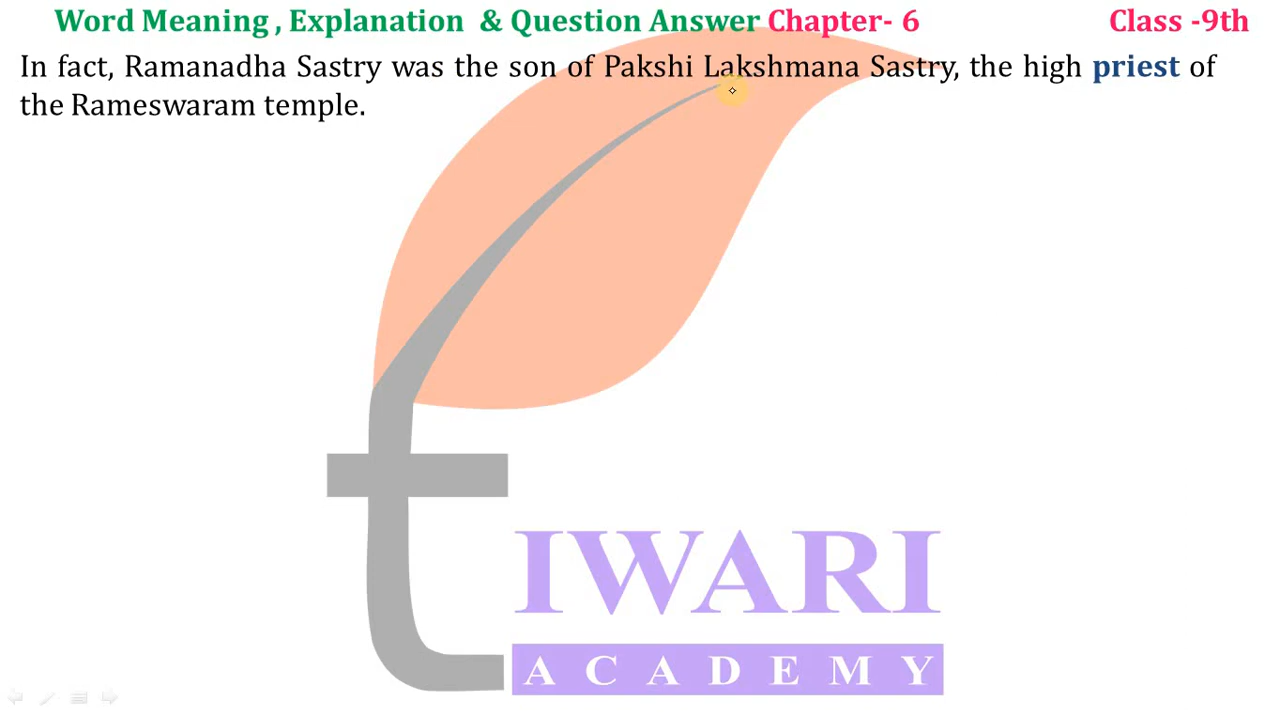 Word Meaning , Explanation & Question Answer Chapter- 6 Class -9th
In fact, Ramanadha Sastry was the son of Pakshi Lakshmana Sastry, the high priest of
the Rameswaram temple.
tIWARI
ACADEMY